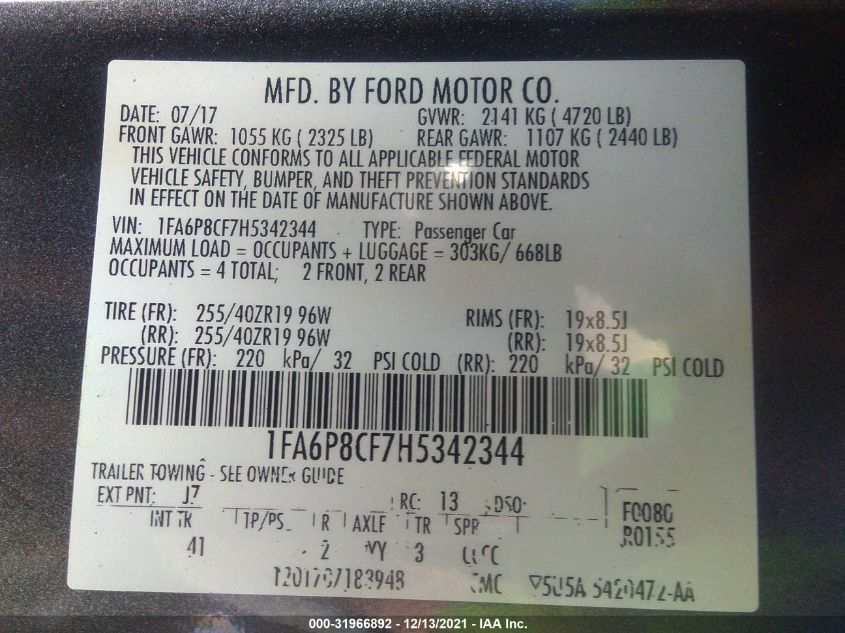 MFD. BY FORD MOTOR CO.
DATE: 07/17 GVWR: 2141 KG ( 4720 LB)
FRONT GAWR: 1055 KG ( 2325 LB) REAR GAWR: 1107 KG ( 2440 LB)
THIS VEHICLE CONFORMS TO ALL APPLICABLE FEDERAL MOTOR
VEHICLE SAFETY, BUMPER, AND THEFT PREVENTION STANDARDS
IN EFFECT ON THE DATE OF MANUFACTURE SHOWN ABOVE.
VIN: 1FA6P8CF7H5342344 TYPE: Passenger Car
MAXIMUM LOAD = OCCUPANTS + LUGGAGE = 303KG/ 668LB
OCCUPANTS = 4 TOTAL; 2 FRONT, 2 REAR
TIRE (FR): 255/40ZR19 96W RIMS (FR): 19x8.5J
(RR): 255/40ZR19 96W (RR): 19x8.5J
PRESSURE (FR): 220 kPa/ 32 PSI COLD (RR): 220 kPa/ 32 PSI COLD
1FA6P8CF7H5342344
TRAILER TOWING - SEE OWNER GUIDE
EXT PNT: J7 RC: 13 DSO:
INT TR TP/PS R AXLE TR SPR
41 2 3
000-31966892 - 12/13/2021 - IAA Inc.